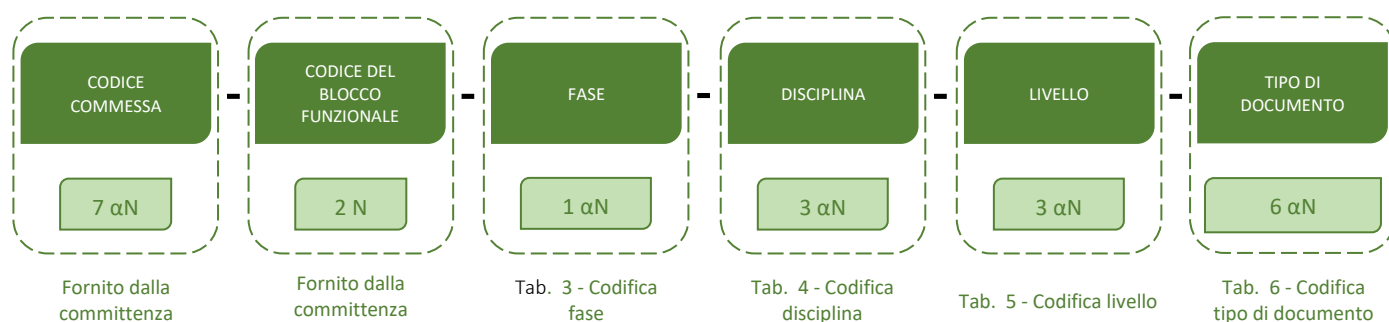 CODICE
COMMESSA
-
CODICE DEL
BLOCCO
FUNZIONALE
-
FASE
-
DISCIPLINA
-
LIVELLO
-
TIPO DI
DOCUMENTO
7 αN
2 N
1 αN
3 αN
3 αN
6 αN
Fornito dalla
committenza
Fornito dalla
committenza
Tab. 3 - Codifica
fase
Tab. 4 - Codifica
disciplina
Tab. 5 - Codifica livello
Tab. 6 - Codifica
tipo di documento